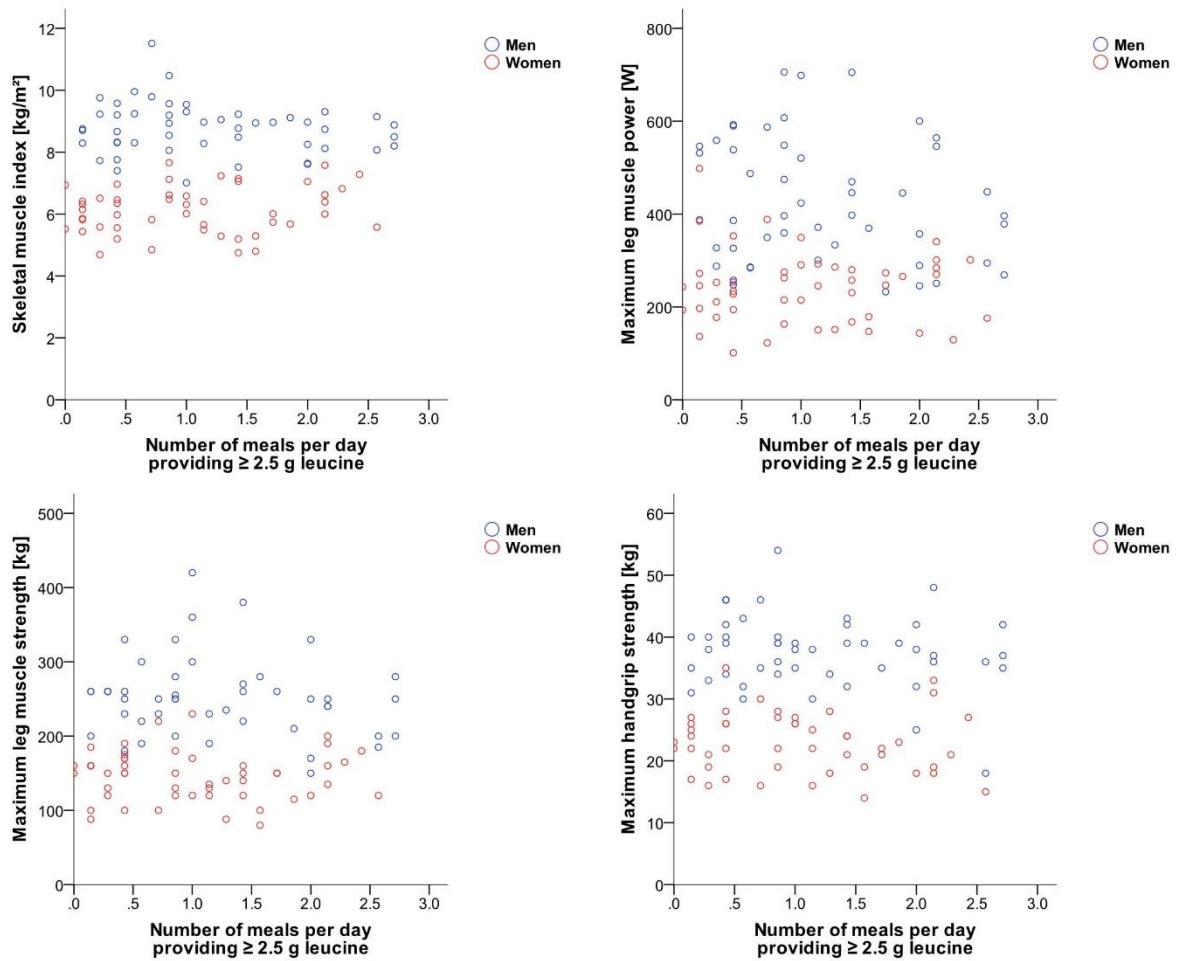 12
10
8
6
4
2
0
.0 .5 1.0 1.5 2.0 2.5 3.0
Skeletal muscle index [kg/m²]
Number of meals per day
providing ≥ 2.5 g leucine
Men
Women
800
600
400
200
0
.0 .5 1.0 1.5 2.0 2.5 3.0
Maximum leg muscle power [W]
Number of meals per day
providing ≥ 2.5 g leucine
Men
Women
500
400
300
200
100
0
.0 .5 1.0 1.5 2.0 2.5 3.0
Maximum leg muscle strength [kg]
Number of meals per day
providing ≥ 2.5 g leucine
Men
Women
60
50
40
30
20
10
0
.0 .5 1.0 1.5 2.0 2.5 3.0
Maximum handgrip strength [kg]
Number of meals per day
providing ≥ 2.5 g leucine
Men
Women